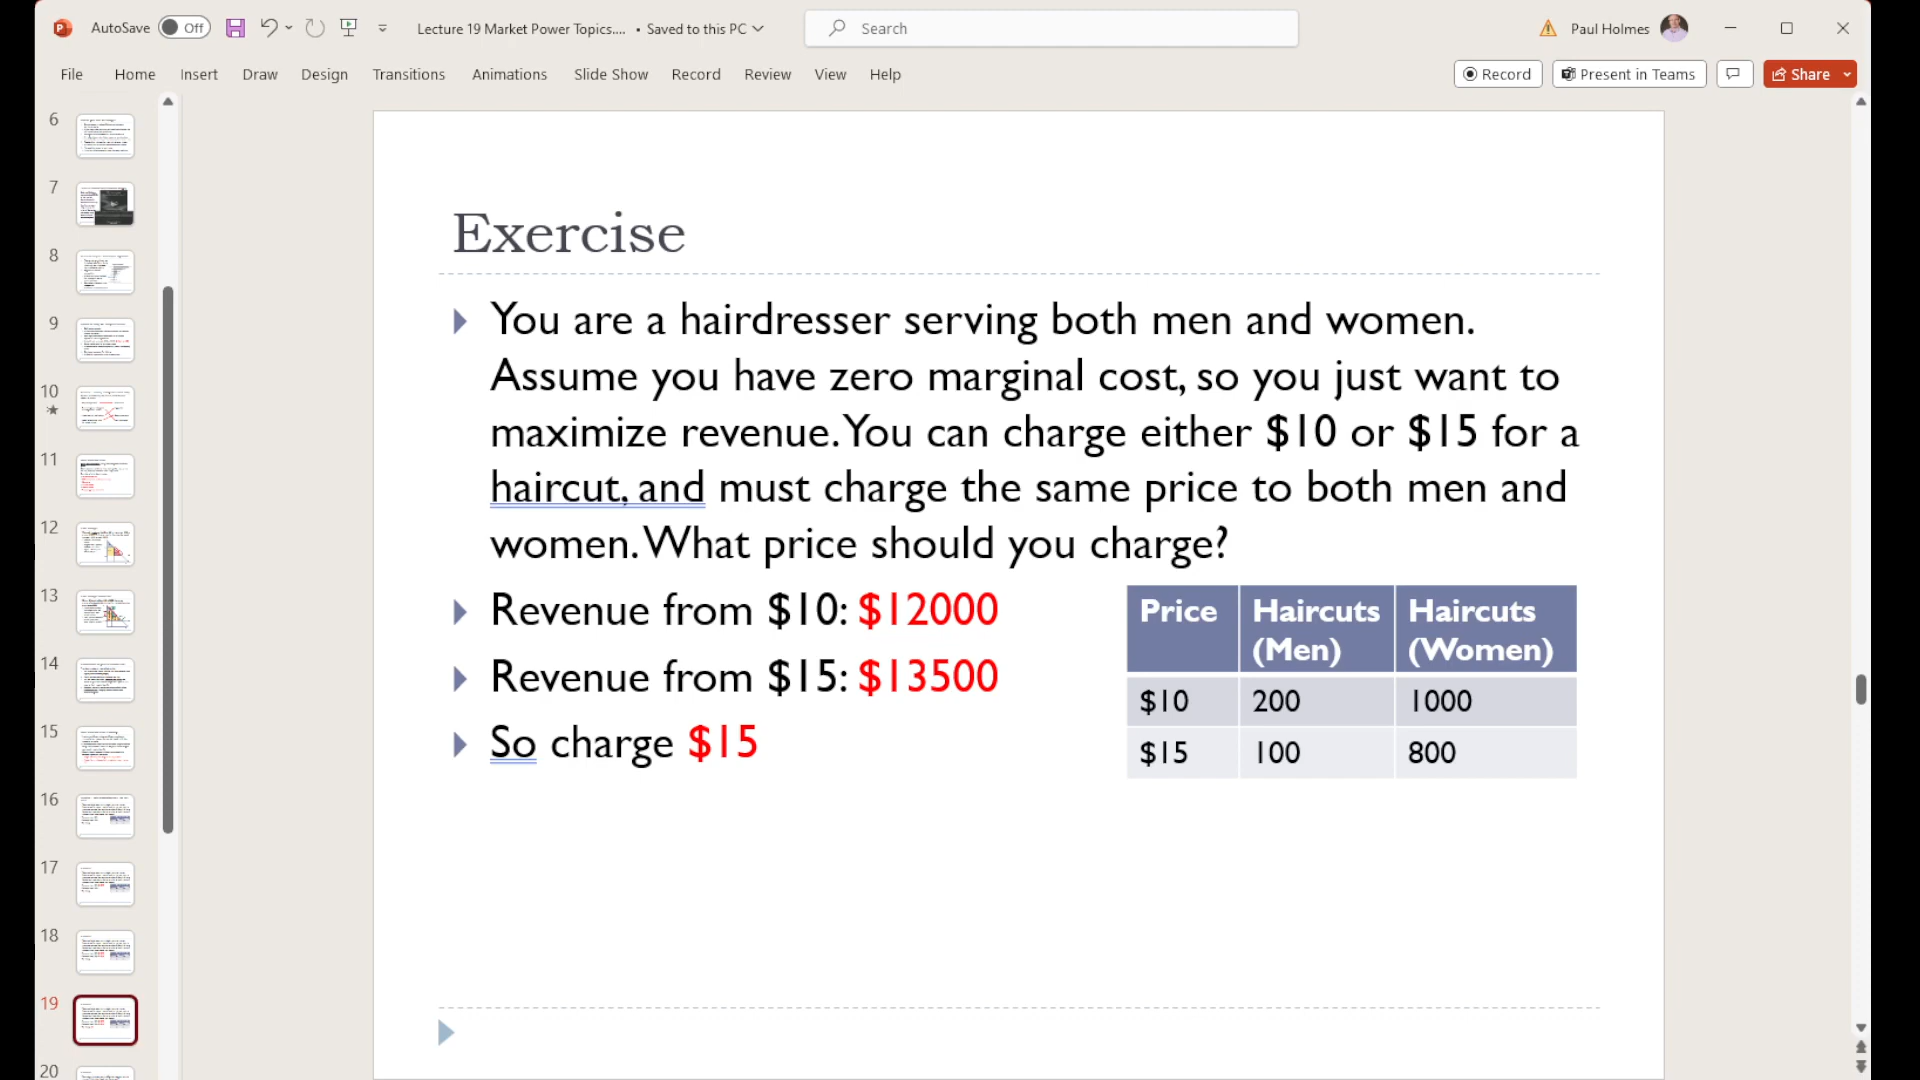 AutoSave Off Lecture 19 Market Power Topics.... • Saved to this PC Search Paul Holmes
File Home Insert Draw Design Transitions Animations Slide Show Record Review View Help Record Present in Teams Share
6
7
8
9
10
11
12
13
14
15
16
17
18
19
20
Exercise
You are a hairdresser serving both men and women.
Assume you have zero marginal cost, so you just want to
maximize revenue. You can charge either $10 or $15 for a
haircut, and must charge the same price to both men and
women. What price should you charge?
Revenue from $10: $12000
Revenue from $15: $13500
So charge $15
Price Haircuts (Men) Haircuts (Women)
$10 200 1000
$15 100 800